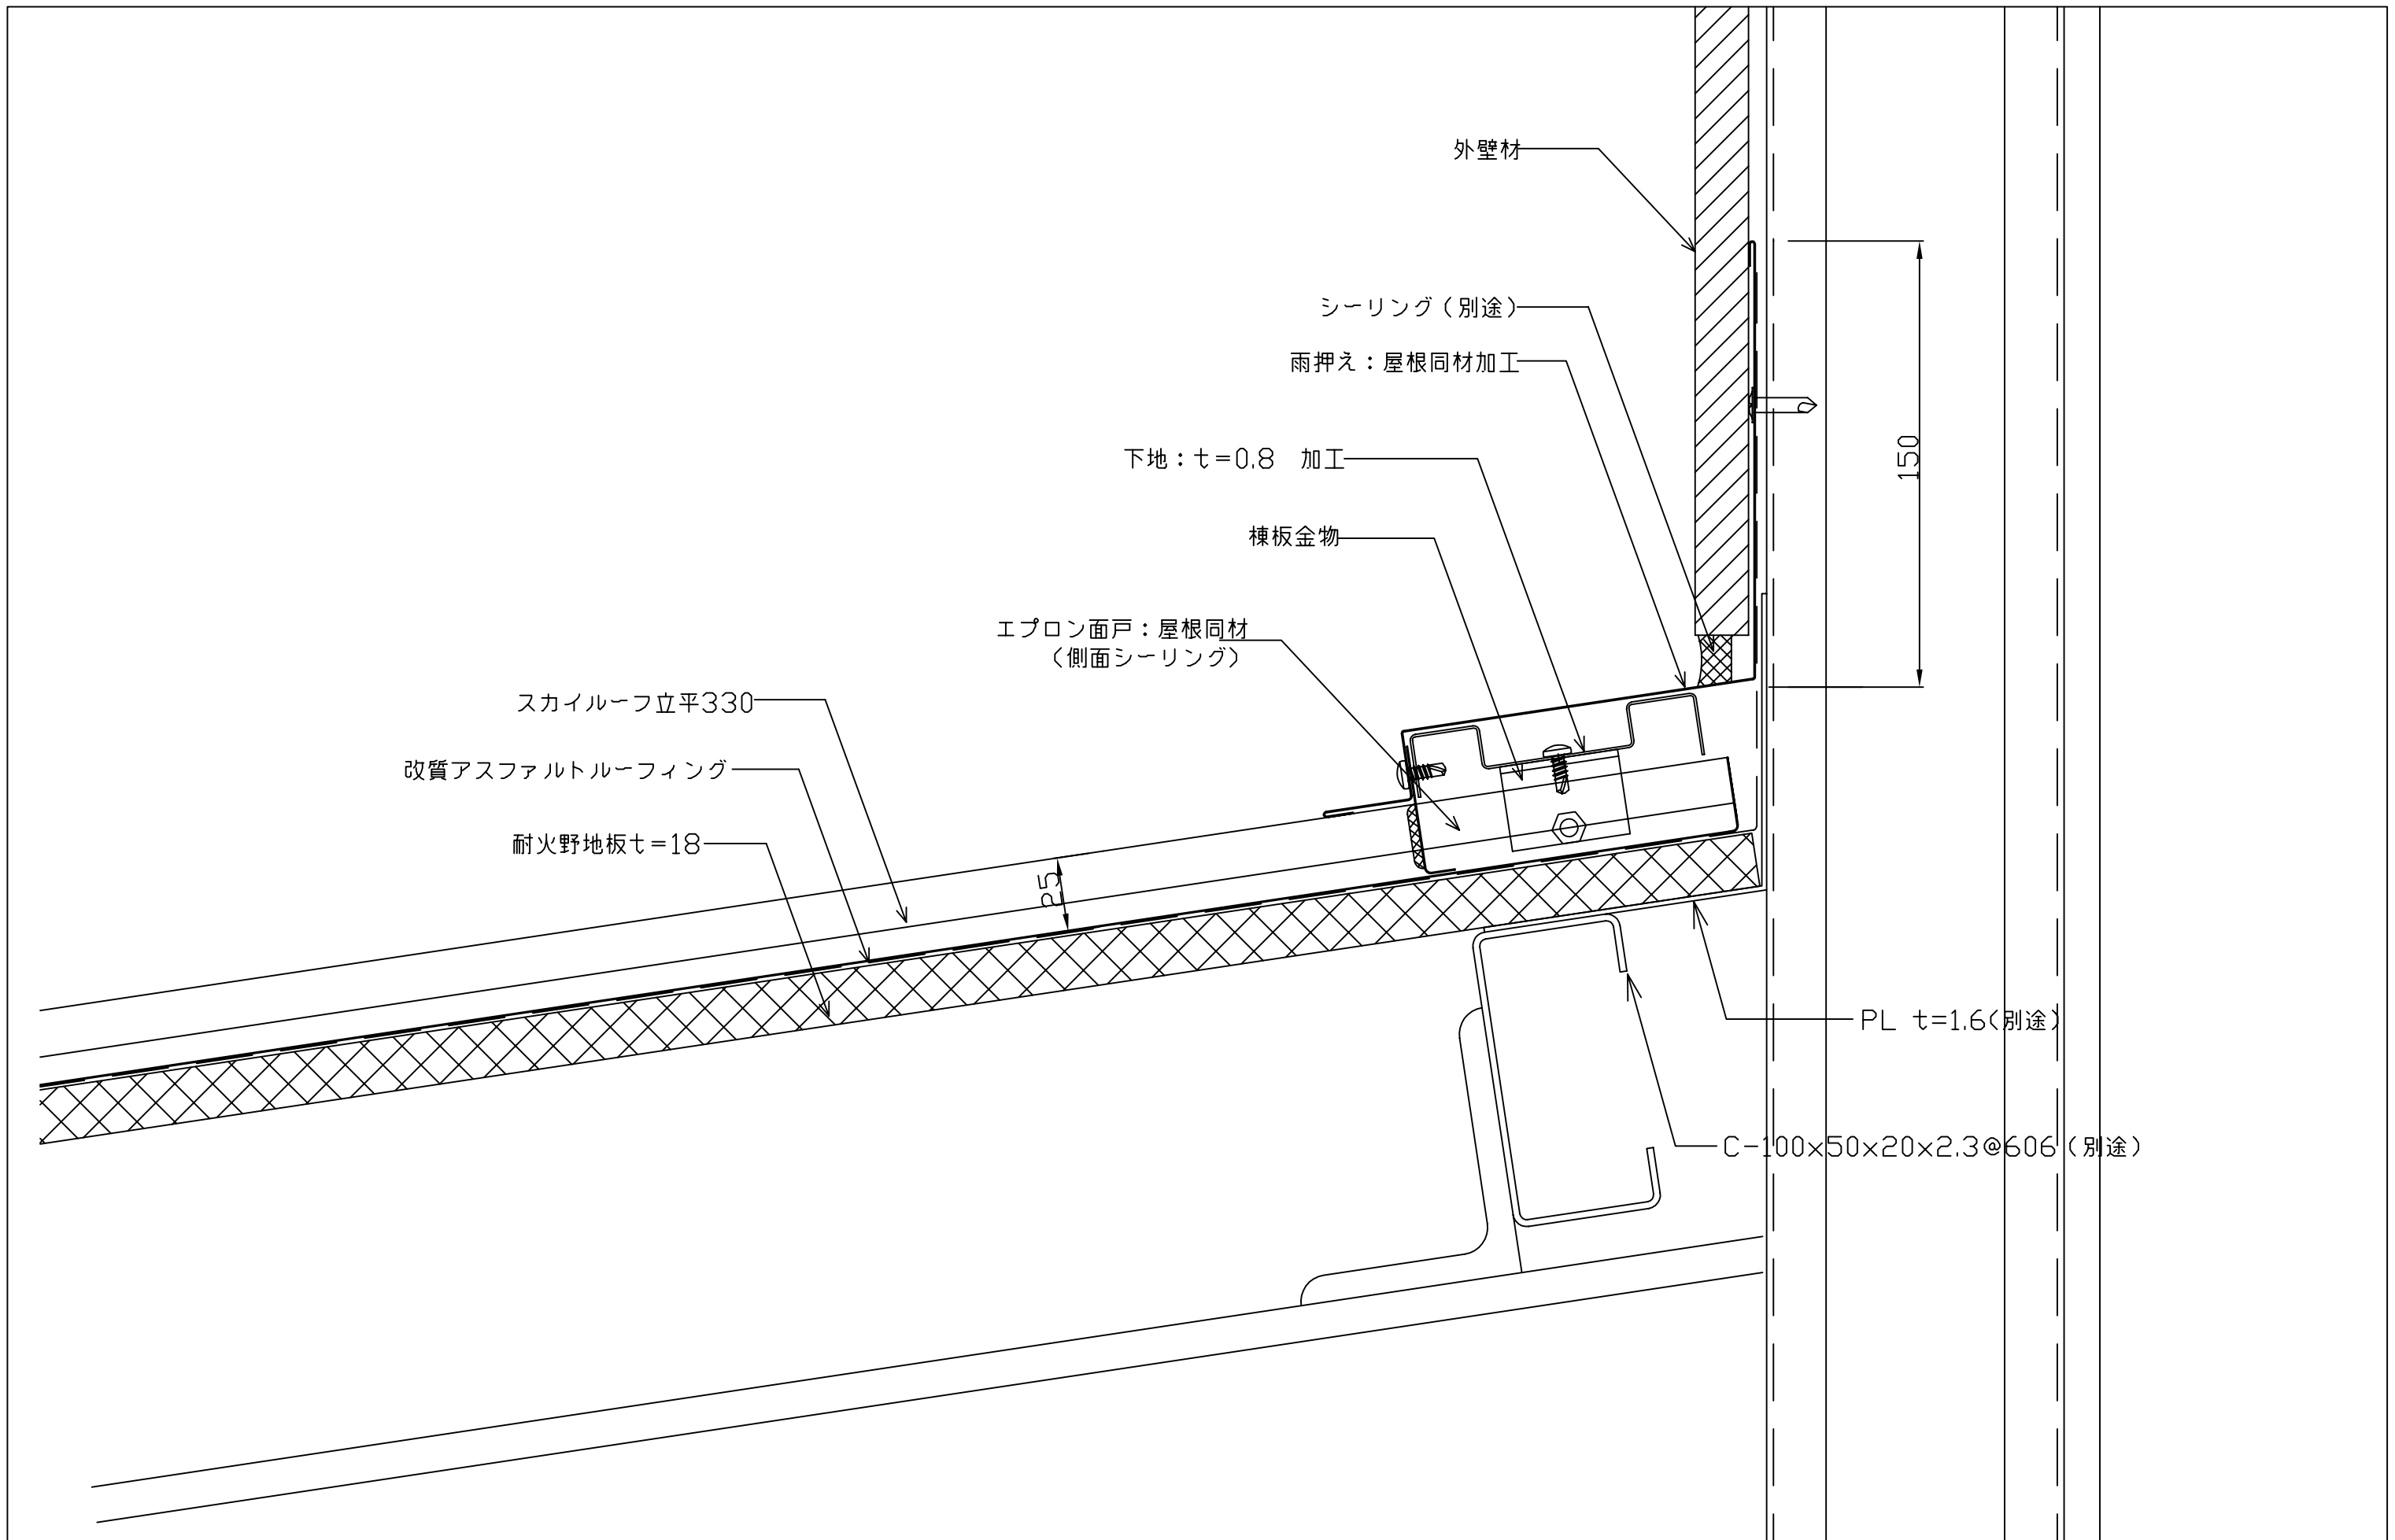 外壁材
シーリング（別途）
雨押え：屋根同材加工
150
下地：t=0.8　加工
棟板金物
エプロン面戸：屋根同材
（側面シーリング）
スカイルーフ立平330
改質アスファルトルーフィング
耐火野地板t=18
25
PL t=1.6(別途)
C-100x50x20x2.3@606（別途）